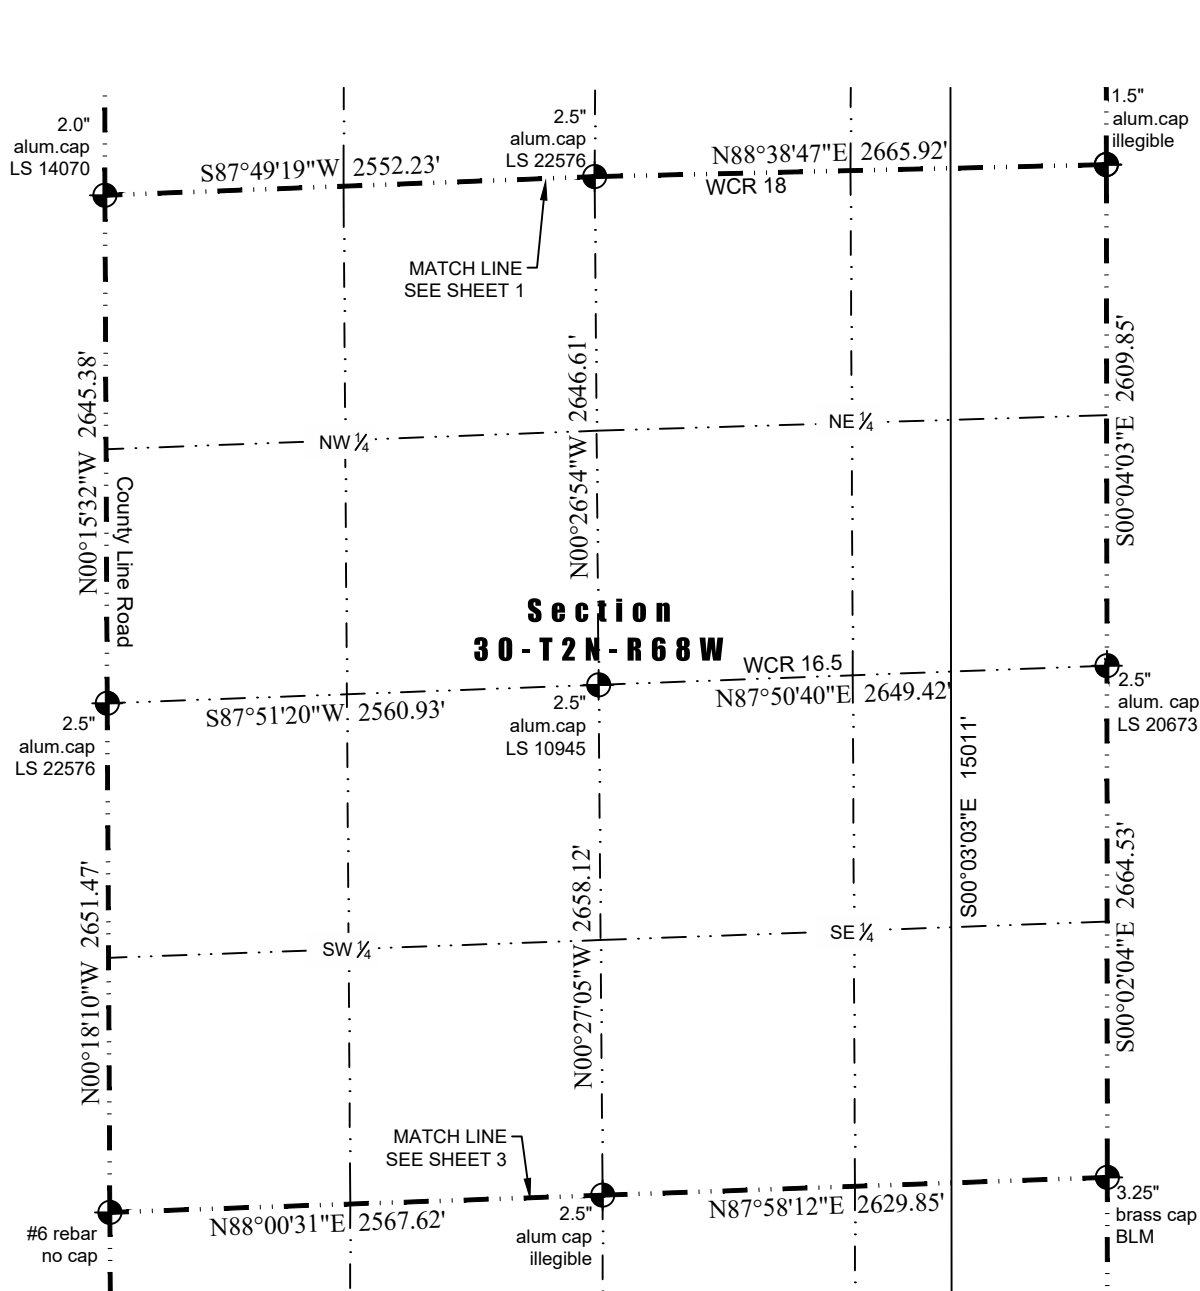 1.5"
alum.cap
illegible
2.0"
alum.cap
LS 14070
2.5"
alum.cap
LS 22576
S87°49'19"W 2552.23'
N88°38'47"E 2665.92'
WCR 18
MATCH LINE
SEE SHEET 1
N00°15'32"W 2645.38'
County Line Road
N00°26'54"W 2646.61'
S00°04'03"E 2609.85'
NW ¼
NE ¼
Section
30-T2N-R68W
WCR 16.5
S87°51'20"W 2560.93'
N87°50'40"E 2649.42'
2.5"
alum.cap
LS 22576
2.5"
alum.cap
LS 10945
2.5"
alum. cap
LS 20673
S00°03'03"E 15011'
N00°18'10"W 2651.47'
N00°27'05"W 2658.12'
S00°02'04"E 2664.53'
SW ¼
SE ¼
MATCH LINE
SEE SHEET 3
N88°00'31"E 2567.62'
N87°58'12"E 2629.85'
#6 rebar
no cap
2.5"
alum cap
illegible
3.25"
brass cap
BLM